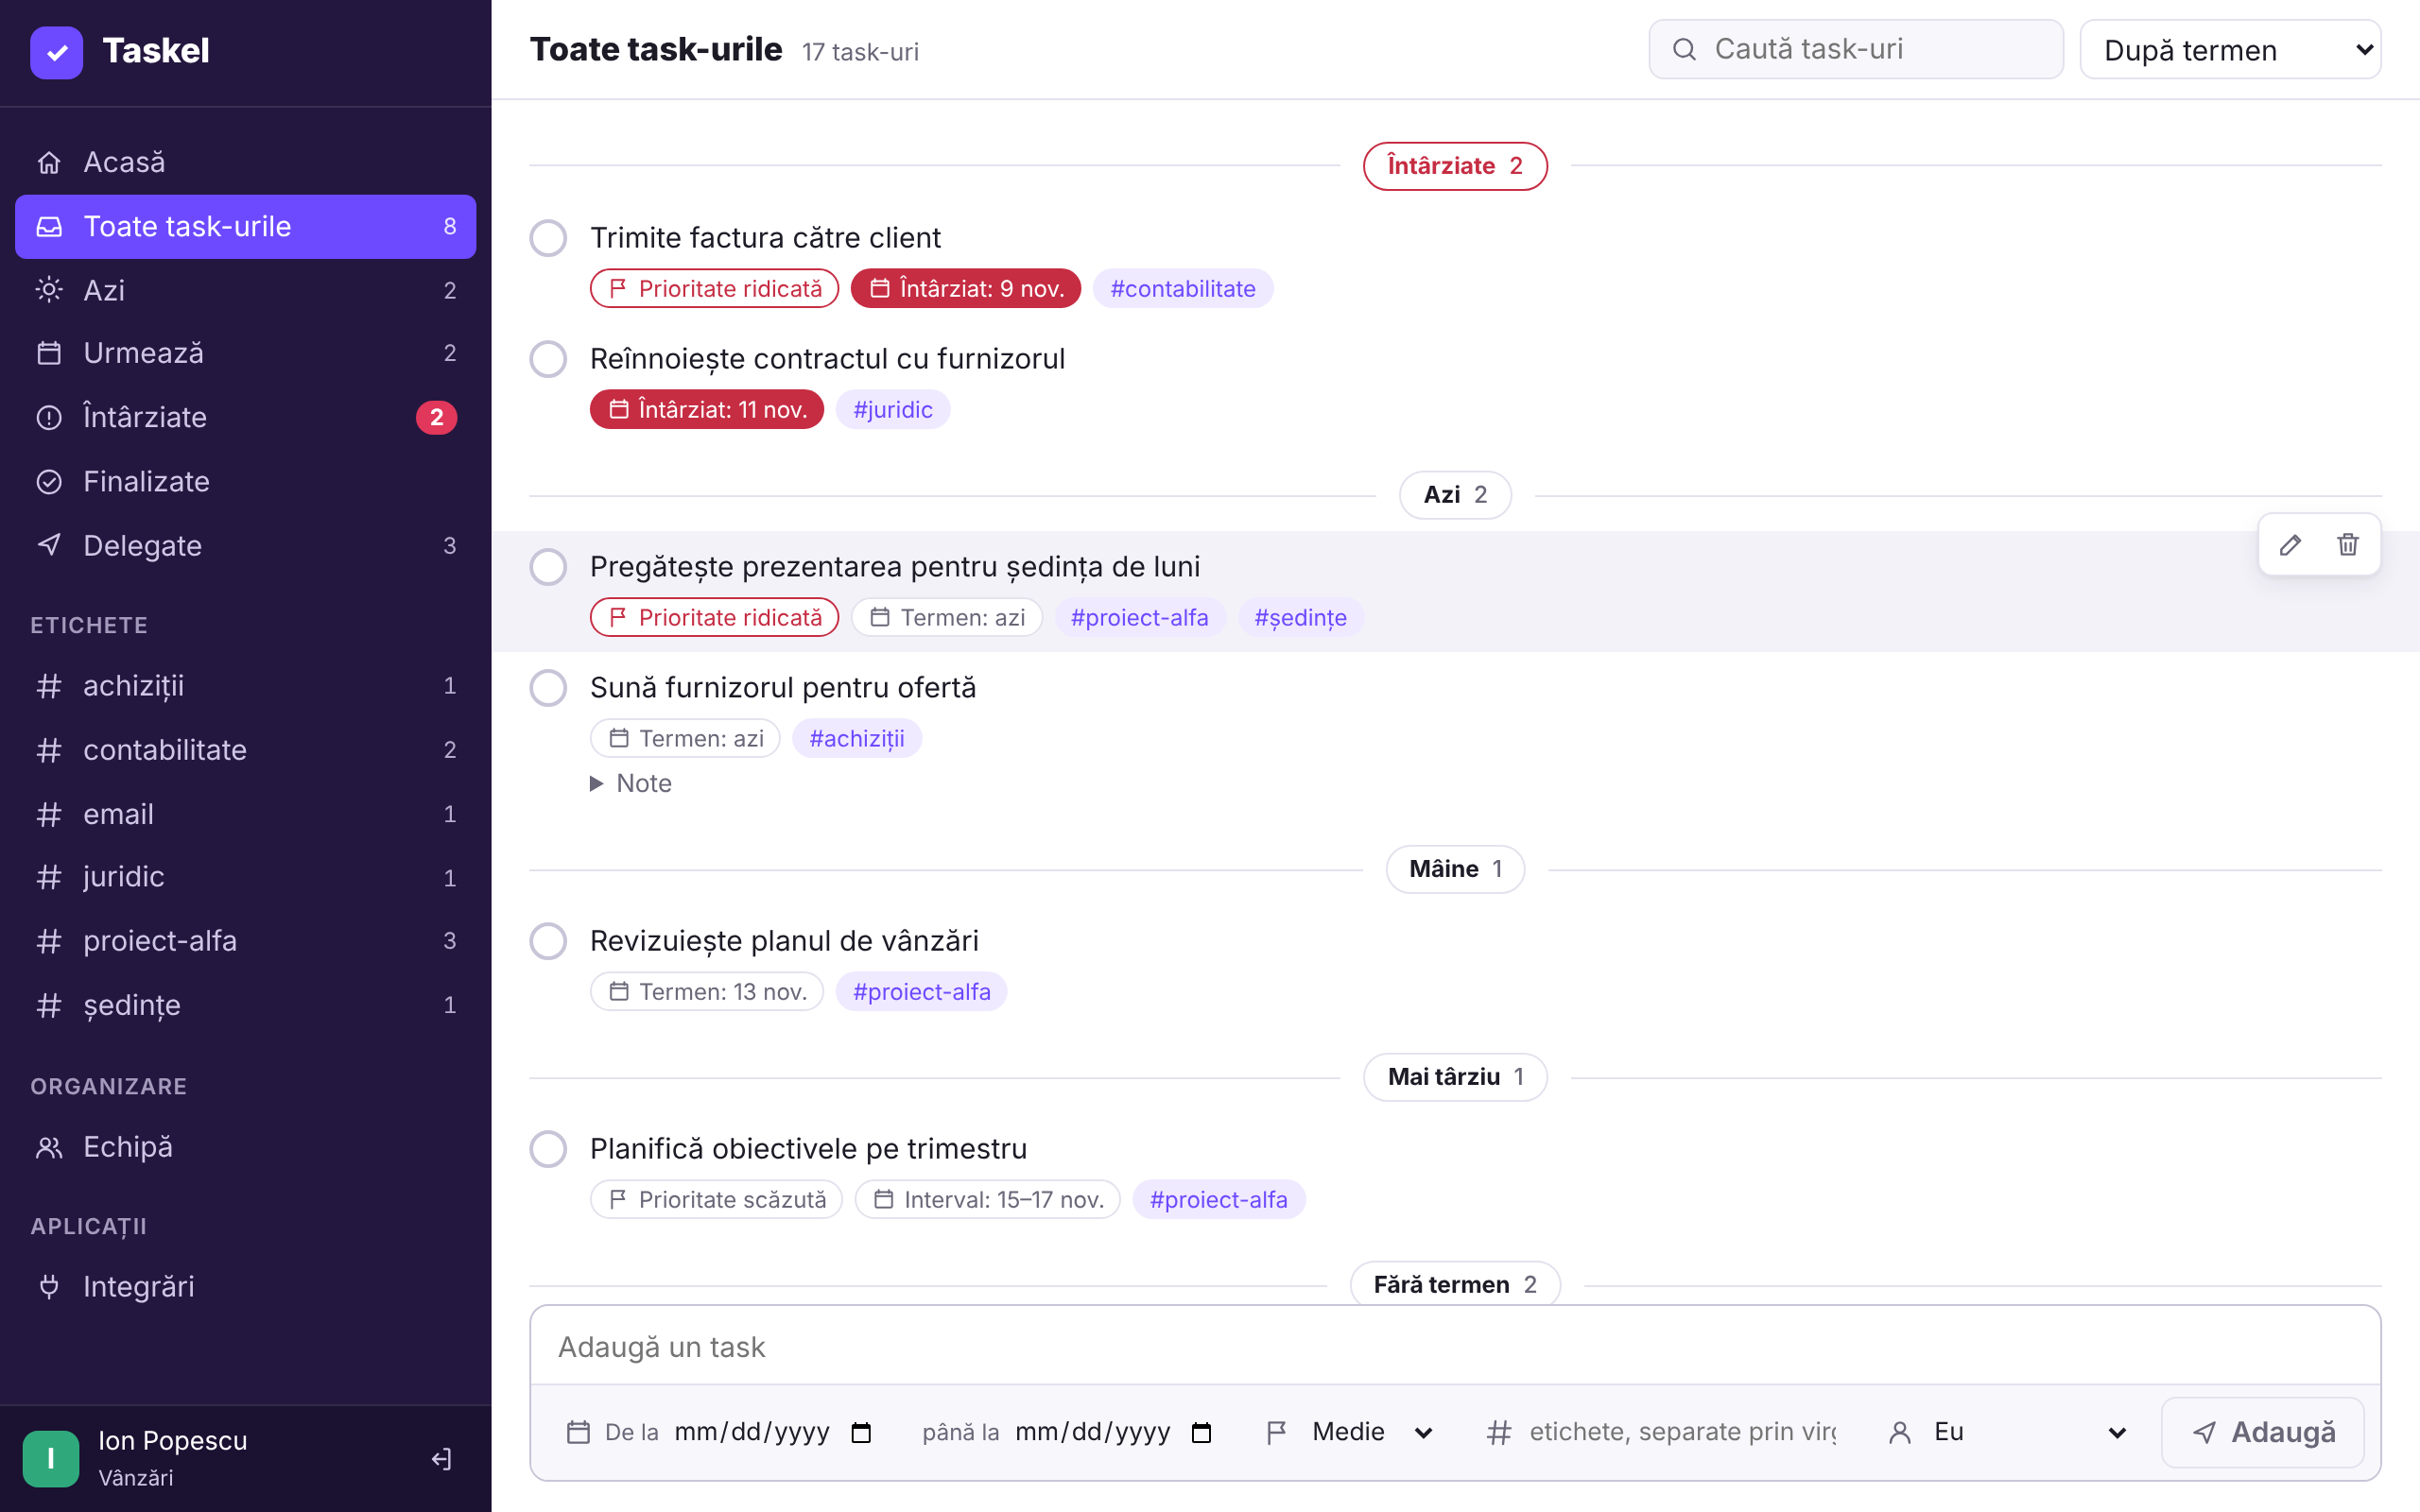 Taskel
Acasă
Toate task-urile 8
Azi 2
Urmează 2
Întârziate 2
Finalizate
Delegate 3
ETICHETE
# achiziții 1
# contabilitate 2
# email 1
# juridic 1
# proiect-alfa 3
# ședințe 1
ORGANIZARE
Echipă
APLICAȚII
Integrări
I
Ion Popescu
Vânzări
Toate task-urile 17 task-uri
Caută task-uri
După termen
Întârziate 2
Trimite factura către client
Prioritate ridicată Întârziat: 9 nov. #contabilitate
Reînnoiește contractul cu furnizorul
Întârziat: 11 nov. #juridic
Azi 2
Pregătește prezentarea pentru ședința de luni
Prioritate ridicată Termen: azi #proiect-alfa #ședințe
Sună furnizorul pentru ofertă
Termen: azi #achiziții
Note
Mâine 1
Revizuiește planul de vânzări
Termen: 13 nov. #proiect-alfa
Mai târziu 1
Planifică obiectivele pe trimestru
Prioritate scăzută Interval: 15–17 nov. #proiect-alfa
Fără termen 2
Adaugă un task
De la mm/dd/yyyy până la mm/dd/yyyy Medie # etichete, separate prin Eu Adaugă